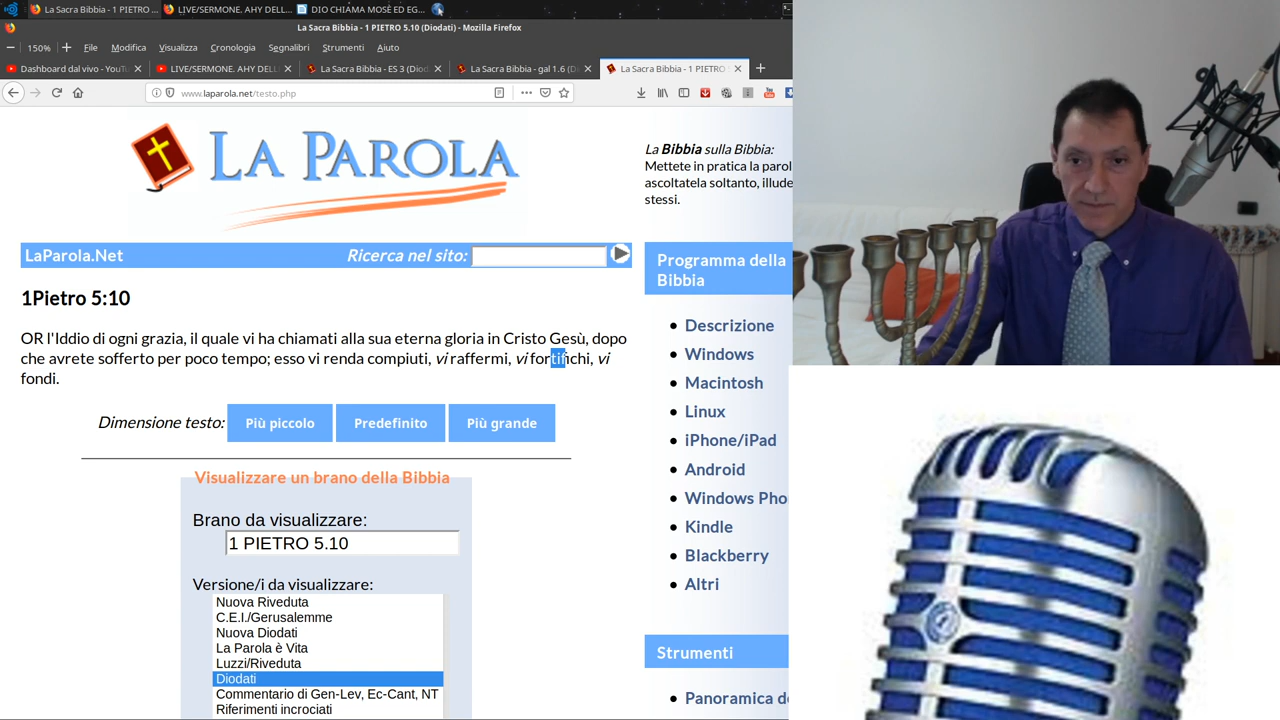 La Sacra Bibbia - 1 PIETRO ...
LIVE/SERMONE. AHY DELL...
DIO CHIAMA MOSÈ ED EG...
La Sacra Bibbia - 1 PIETRO 5.10 (Diodati) - Mozilla Firefox
150%
File
Modifica
Visualizza
Cronologia
Segnalibri
Strumenti
Aiuto
Dashboard dal vivo - YouTu
LIVE/SERMONE. AHY DELL
La Sacra Bibbia - ES 3 (Diod
La Sacra Bibbia - gal 1.6 (D
La Sacra Bibbia - 1 PIETRO 5
www.laparola.net/testo.php
LA PAROLA
La Bibbia sulla Bibbia:
Mettete in pratica la parol
ascoltatela soltanto, illude
stessi.
LaParola.Net
Ricerca nel sito:
1Pietro 5:10
OR l'Iddio di ogni grazia, il quale vi ha chiamati alla sua eterna gloria in Cristo Gesù, dopo
che avrete sofferto per poco tempo; esso vi renda compiuti, vi raffermi, vi fortifichi, vi
fondi.
Dimensione testo:
Più piccolo
Predefinito
Più grande
Visualizzare un brano della Bibbia
Brano da visualizzare:
1 PIETRO 5.10
Versione/i da visualizzare:
Nuova Riveduta
C.E.I./Gerusalemme
Nuova Diodati
La Parola è Vita
Luzzi/Riveduta
Diodati
Commentario di Gen-Lev, Ec-Cant, NT
Riferimenti incrociati
Programma della
Bibbia
Descrizione
Windows
Macintosh
Linux
iPhone/iPad
Android
Windows Pho
Kindle
Blackberry
Altri
Strumenti
Panoramica de